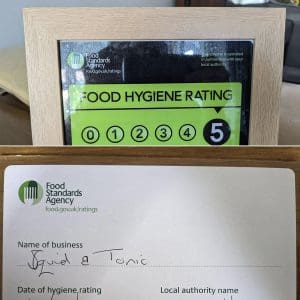 Food
Standards
Agency
food.gov.uk/ratings
FOOD HYGIENE RATING
0 1 2 3 4 5
Food
Standards
Agency
food.gov.uk/ratings
Name of business
Squid & Tonic
Date of hygiene rating
Local authority name